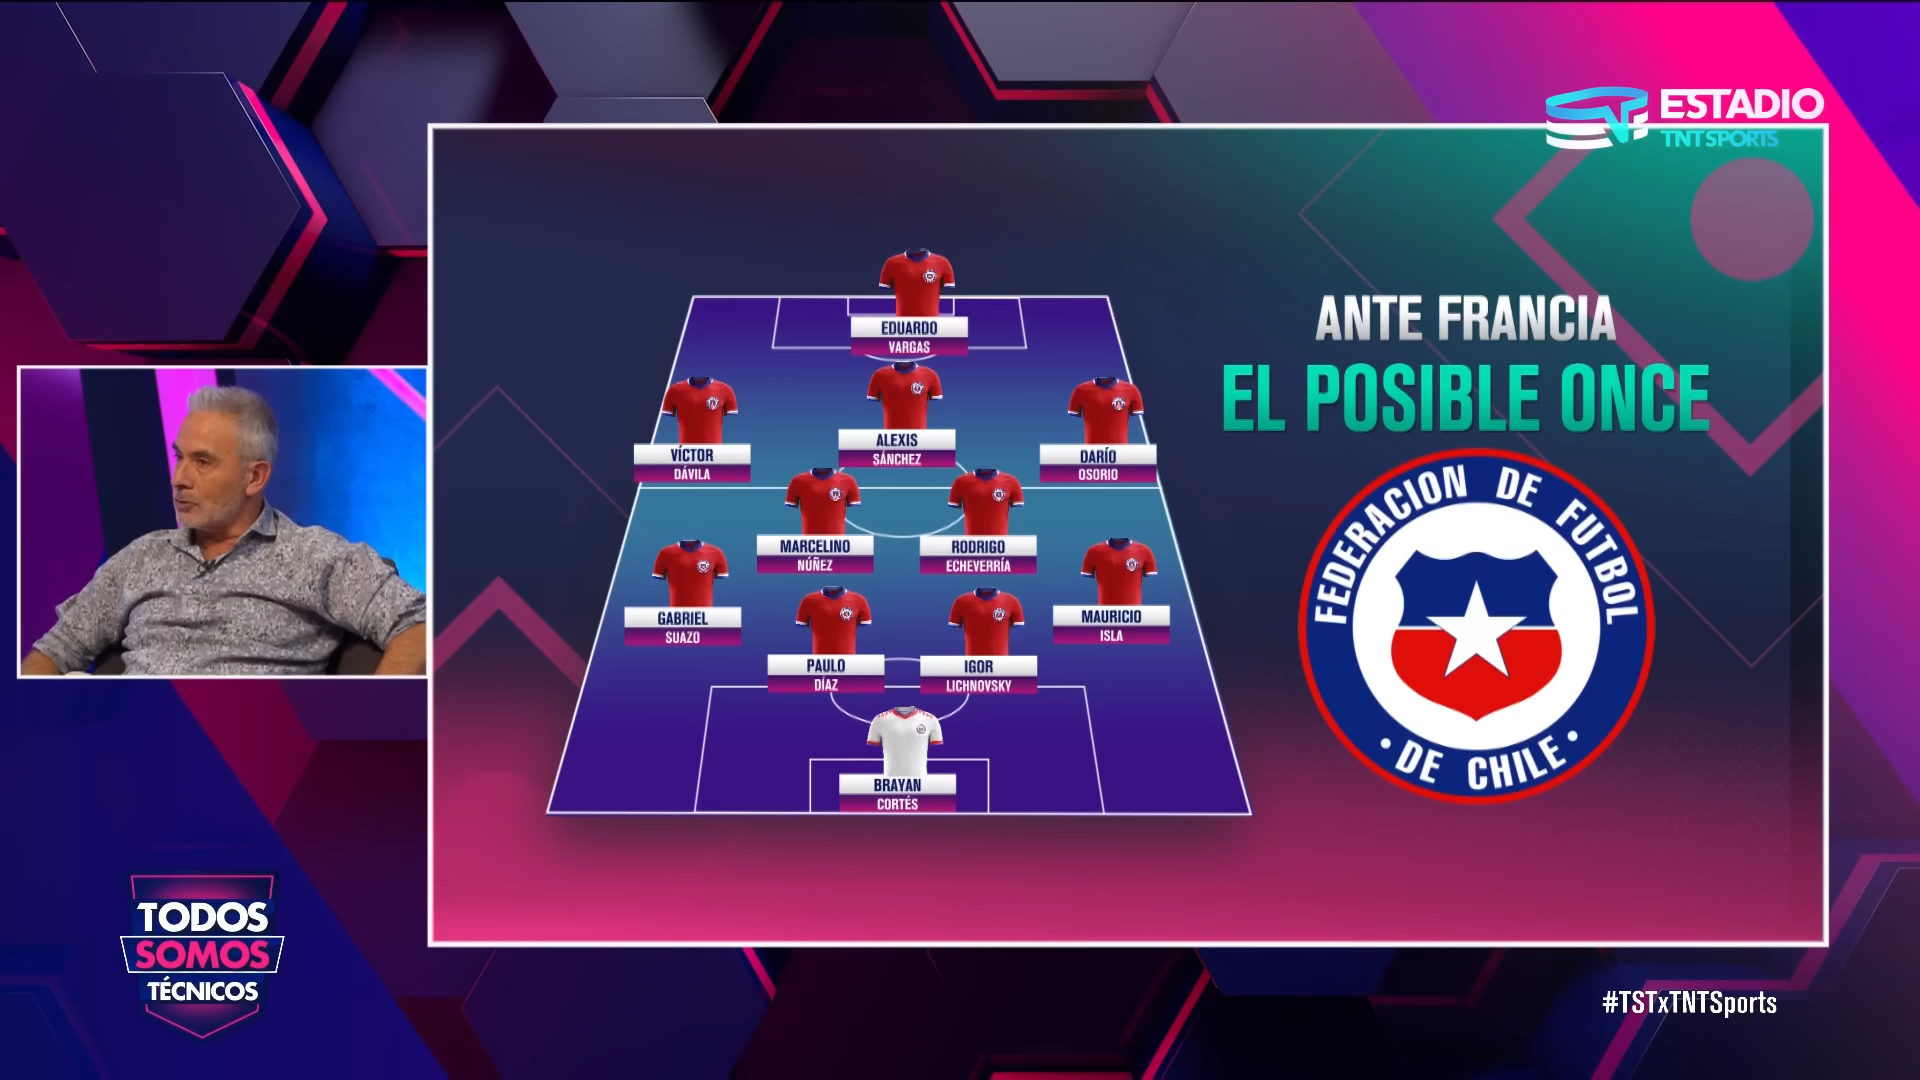 ESTADIO
TNT SPORTS
ANTE FRANCIA
EL POSIBLE ONCE
EDUARDO
VARGAS
VÍCTOR
DÁVILA
ALEXIS
SÁNCHEZ
DARÍO
OSORIO
MARCELINO
NÚÑEZ
RODRIGO
ECHEVERRÍA
GABRIEL
SUAZO
PAULO
DÍAZ
IGOR
LICHNOVSKY
MAURICIO
ISLA
BRAYAN
CORTÉS
FEDERACION DE FUTBOL
• DE CHILE •
TODOS
SOMOS
TÉCNICOS
#TSTxTNTSports